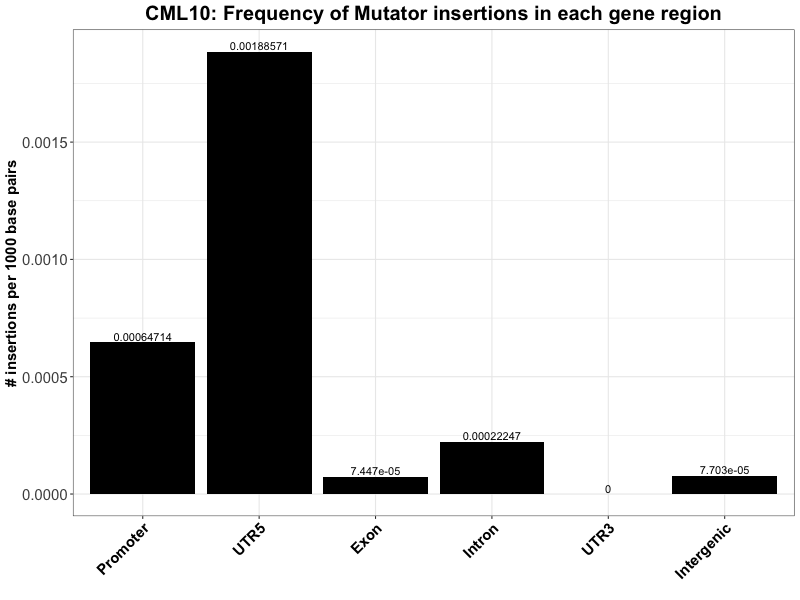 CML10: Frequency of Mutator insertions in each gene region
# insertions per 1000 base pairs
0.0015
0.0010
0.0005
0.0000
0.00064714
0.00188571
7.447e-05
0.00022247
0
7.703e-05
Promoter
UTR5
Exon
Intron
UTR3
Intergenic